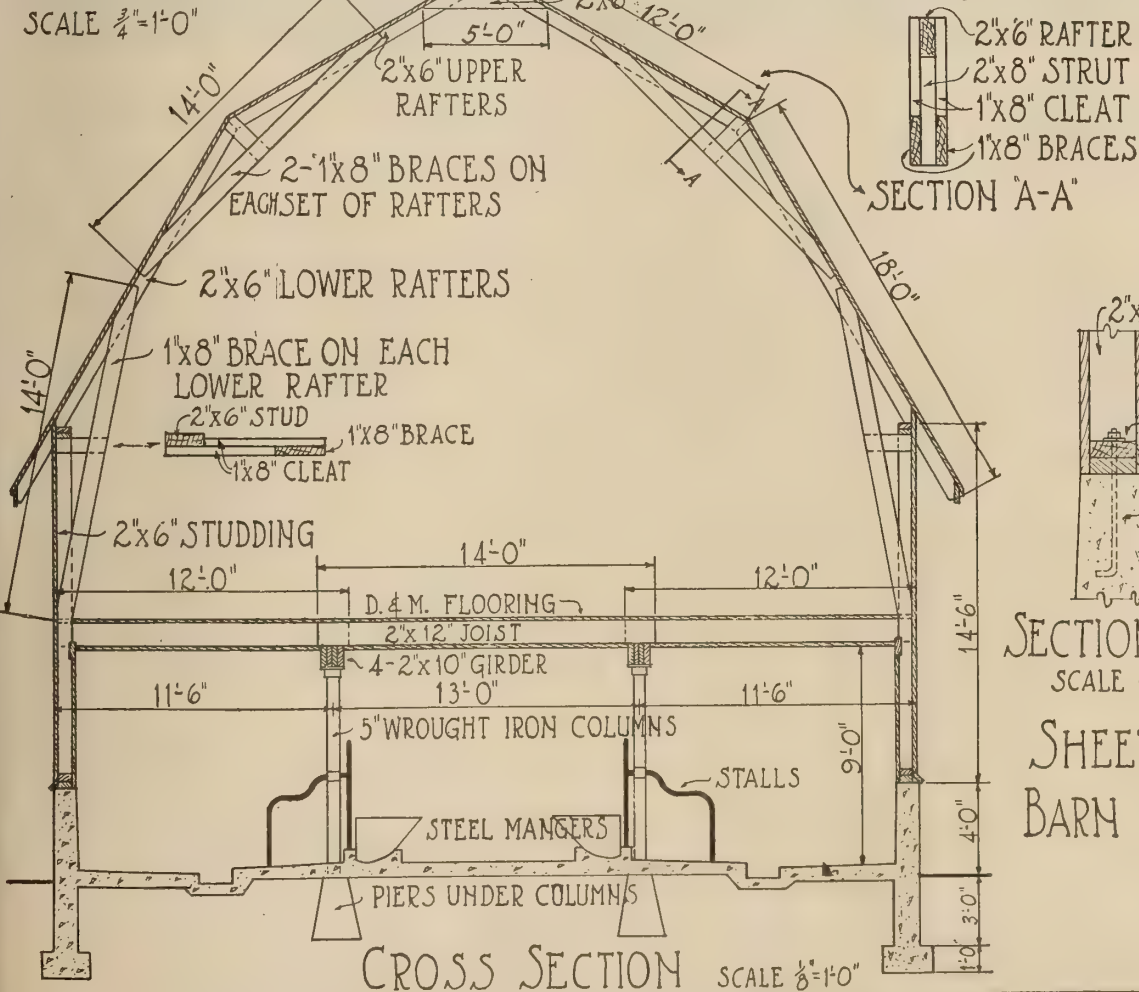 SCALE 3/4"=1'-0"
2"x6"
5'-0"
12'-0"
14'-0"
2"x6" UPPER
RAFTERS
2"x6" RAFTER
2"x8" STRUT
1"x8" CLEAT
1"x8" BRACES
SECTION "A-A"
A
A
2-1"x8" BRACES ON
EACH SET OF RAFTERS
18'-0"
2"x6" LOWER RAFTERS
14'-0"
1"x8" BRACE ON EACH
LOWER RAFTER
2"x6" STUD
1"x8" BRACE
1"x8" CLEAT
2"x6" STUDDING
14'-0"
12'-0"
12'-0"
D. & M. FLOORING
2"x12" JOIST
4-2"x10" GIRDER
11'-6"
13'-0"
11'-6"
5" WROUGHT IRON COLUMNS
9'-0"
14'-6"
STALLS
STEEL MANGERS
4'-0"
PIERS UNDER COLUMNS
3'-0"
1'-0"
CROSS SECTION SCALE 1/8"=1'-0"
2"x
SECTION
SCALE
SHEET
BARN